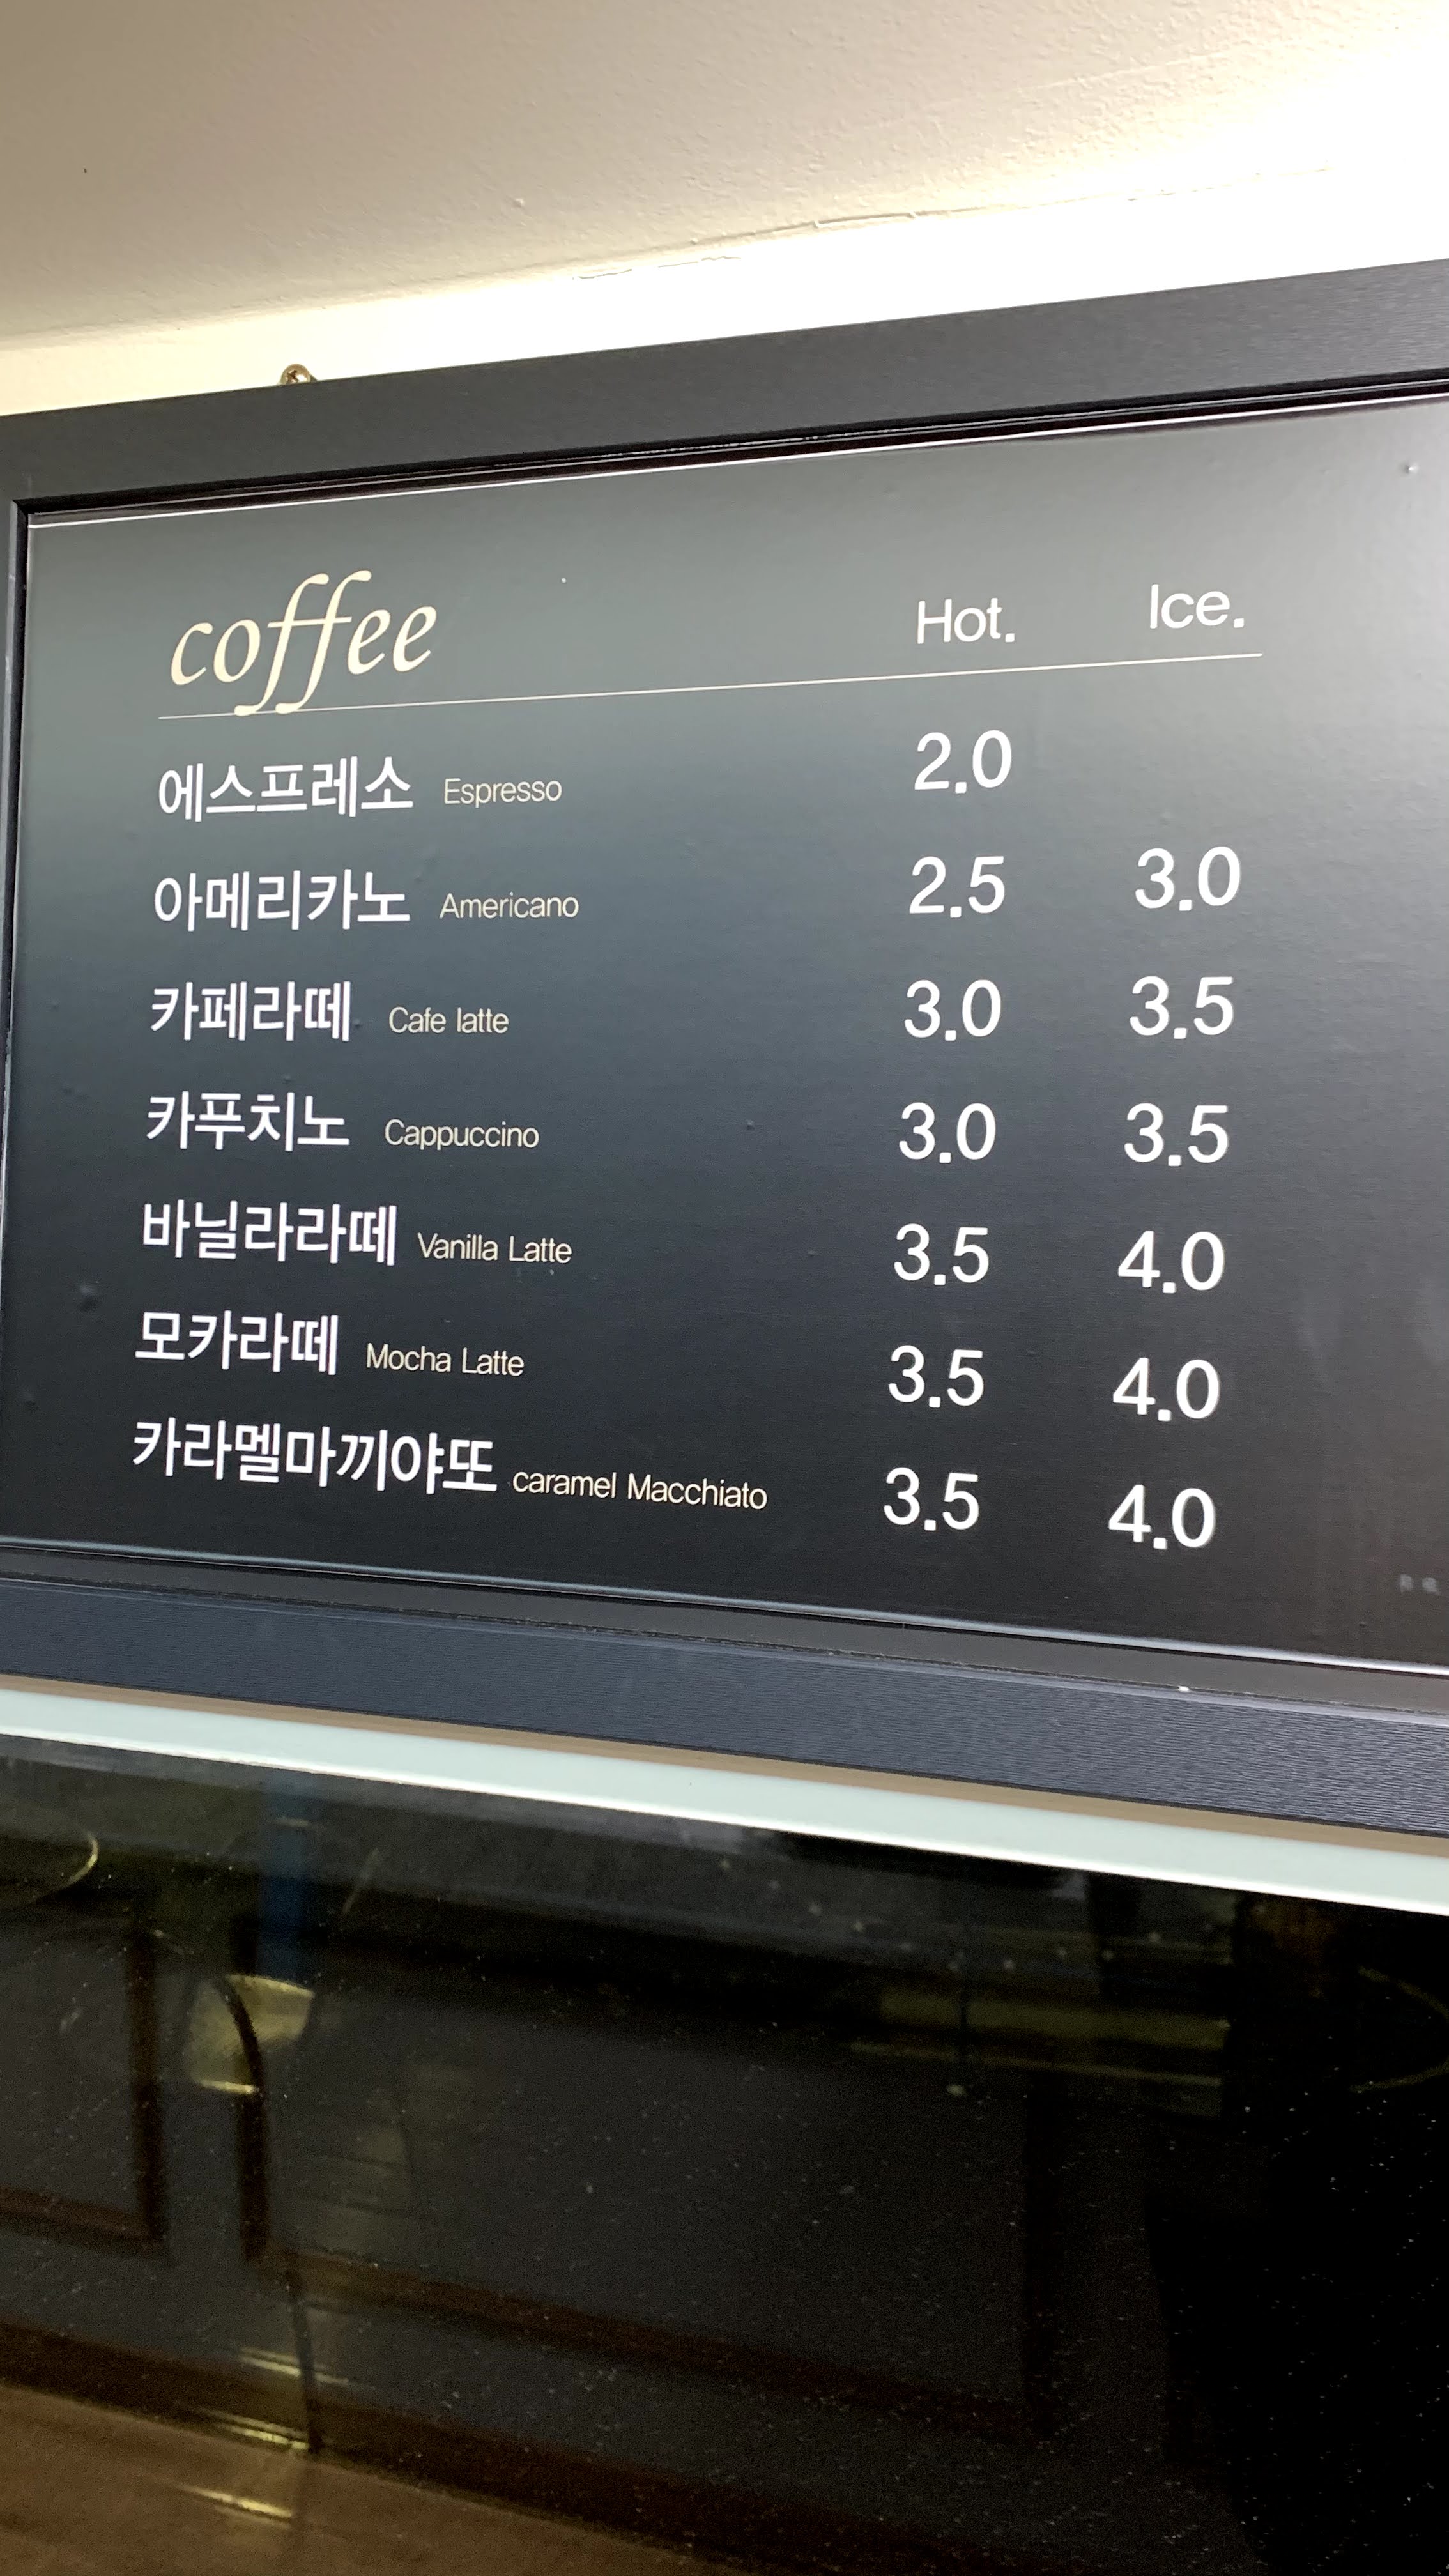 coffee Hot. Ice.
에스프레소 Espresso 2.0
아메리카노 Americano 2.5 3.0
카페라떼 Cafe latte 3.0 3.5
카푸치노 Cappuccino 3.0 3.5
바닐라라떼 Vanilla Latte 3.5 4.0
모카라떼 Mocha Latte 3.5 4.0
카라멜마끼야또 caramel Macchiato 3.5 4.0